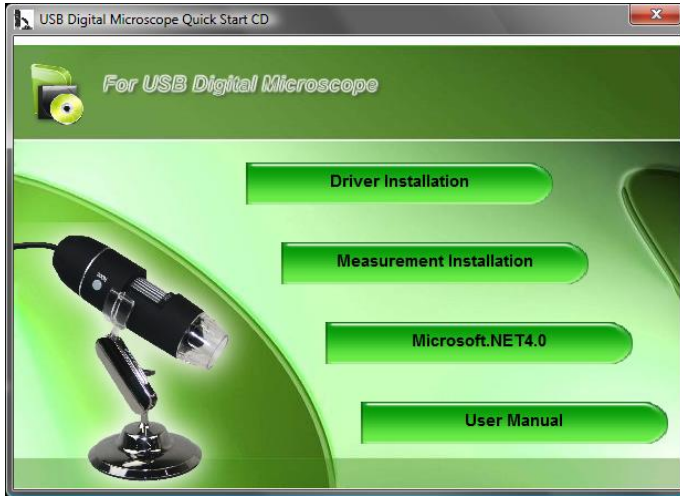 USB Digital Microscope Quick Start CD
For USB Digital Microscope
Driver Installation
Measurement Installation
Microsoft.NET4.0
User Manual